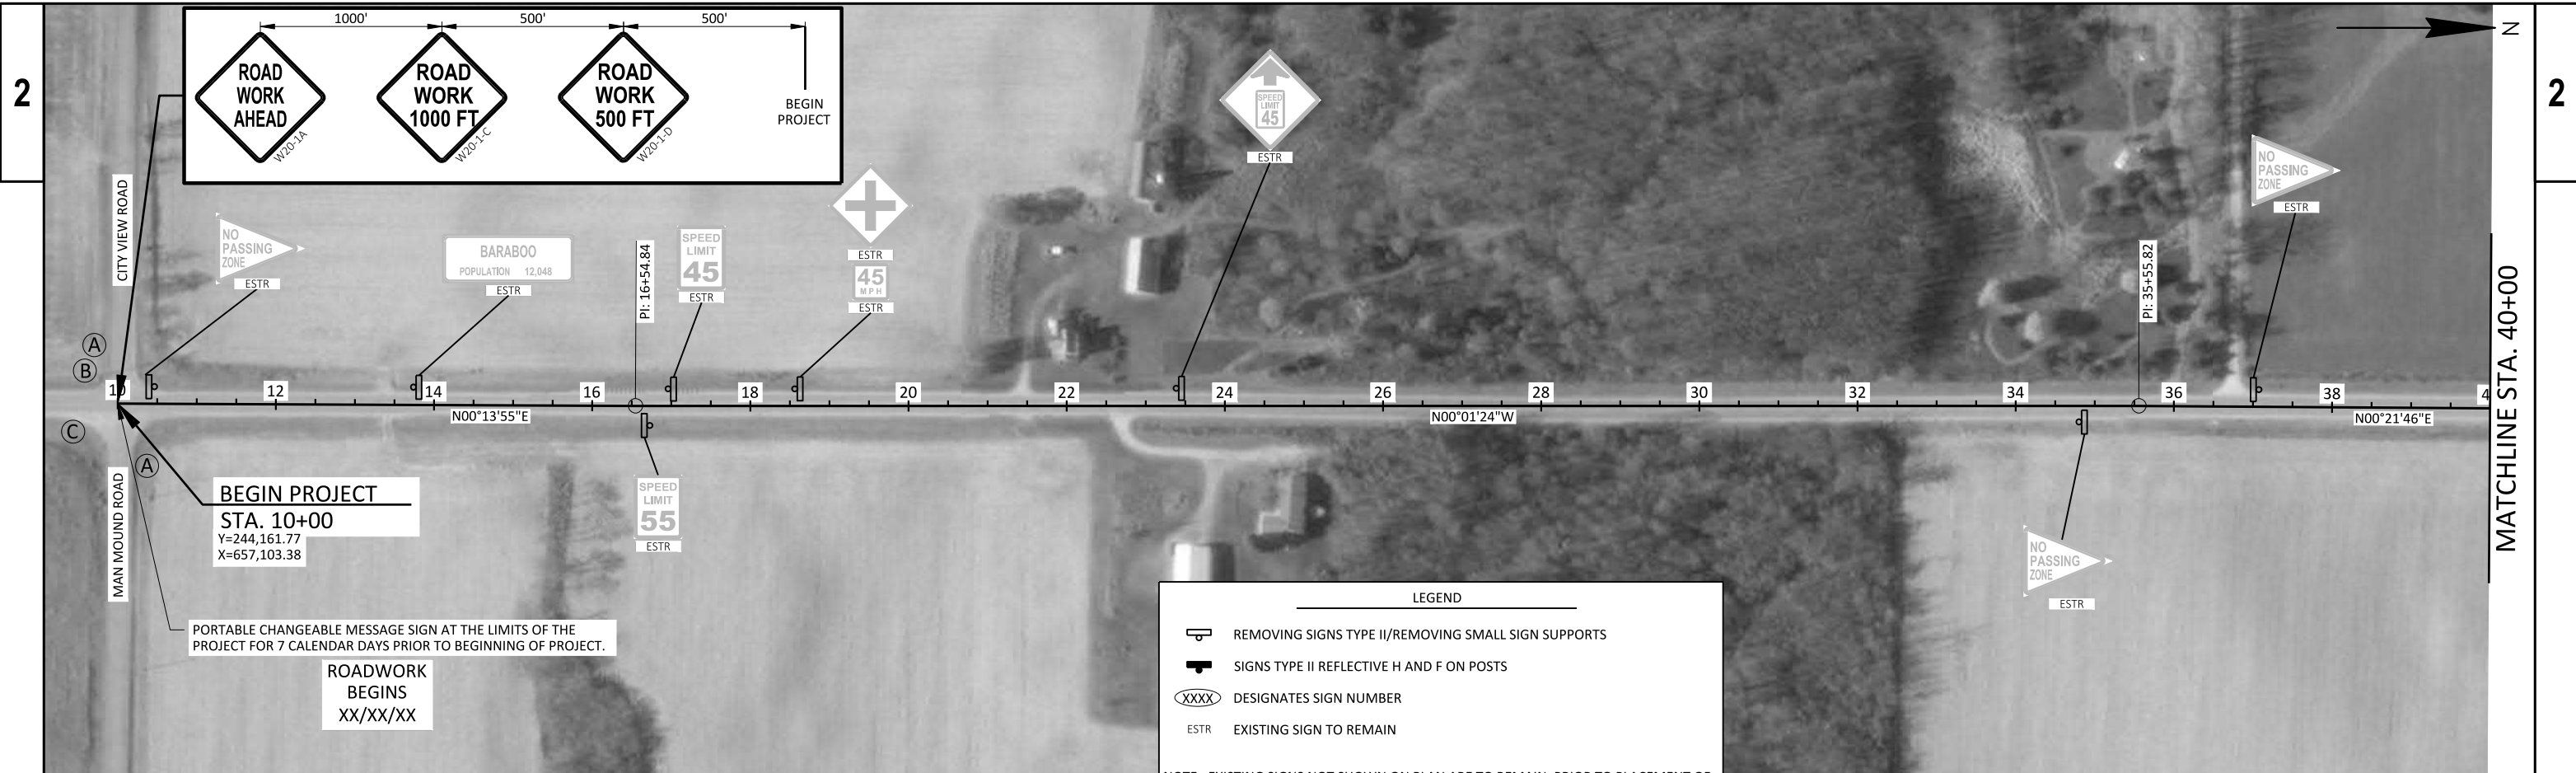 1000'
500'
500'
ROAD
WORK
AHEAD
W20-1A
ROAD
WORK
1000 FT
W20-1-C
ROAD
WORK
500 FT
W20-1-D
BEGIN
PROJECT
2
2
N
CITY VIEW ROAD
NO
PASSING
ZONE
ESTR
BARABOO
POPULATION 12,048
ESTR
PI: 16+54.84
SPEED
LIMIT
45
ESTR
ESTR
45
MPH
ESTR
SPEED
LIMIT
45
ESTR
PI: 35+55.82
NO
PASSING
ZONE
ESTR
MATCHLINE STA. 40+00
A
B
10
12
14
16
18
20
22
24
26
28
30
32
34
36
38
4
N00°13'55"E
N00°01'24"W
N00°21'46"E
C
A
MAN MOUND ROAD
BEGIN PROJECT
STA. 10+00
Y=244,161.77
X=657,103.38
SPEED
LIMIT
55
ESTR
NO
PASSING
ZONE
ESTR
PORTABLE CHANGEABLE MESSAGE SIGN AT THE LIMITS OF THE
PROJECT FOR 7 CALENDAR DAYS PRIOR TO BEGINNING OF PROJECT.
ROADWORK
BEGINS
XX/XX/XX
LEGEND
REMOVING SIGNS TYPE II/REMOVING SMALL SIGN SUPPORTS
SIGNS TYPE II REFLECTIVE H AND F ON POSTS
XXXX DESIGNATES SIGN NUMBER
ESTR EXISTING SIGN TO REMAIN